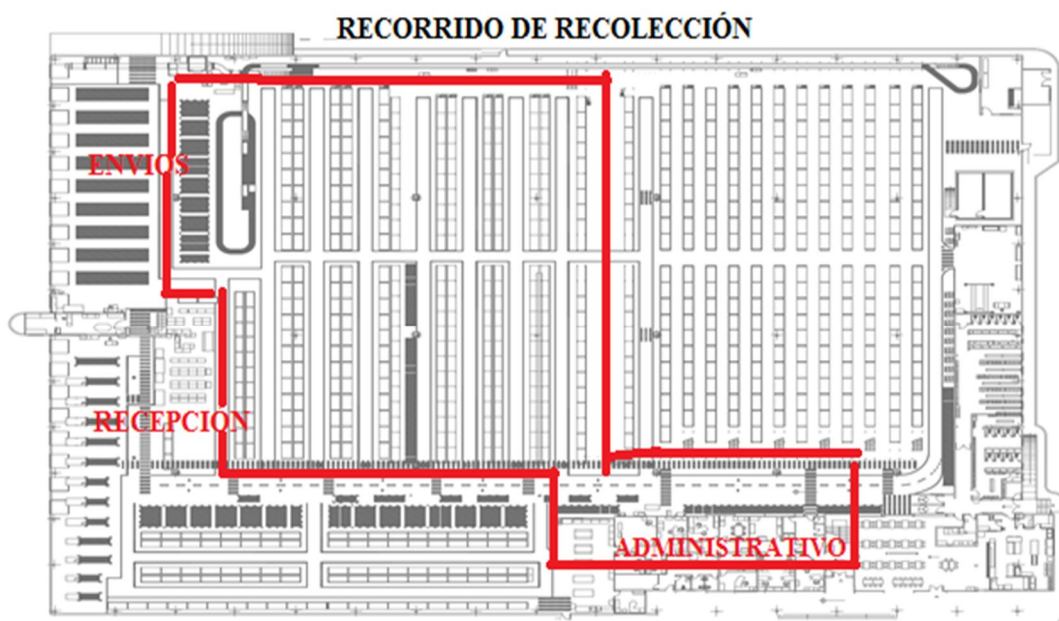 RECORRIDO DE RECOLECCIÓN
ENVIOS
RECEPCION
ADMINISTRATIVO